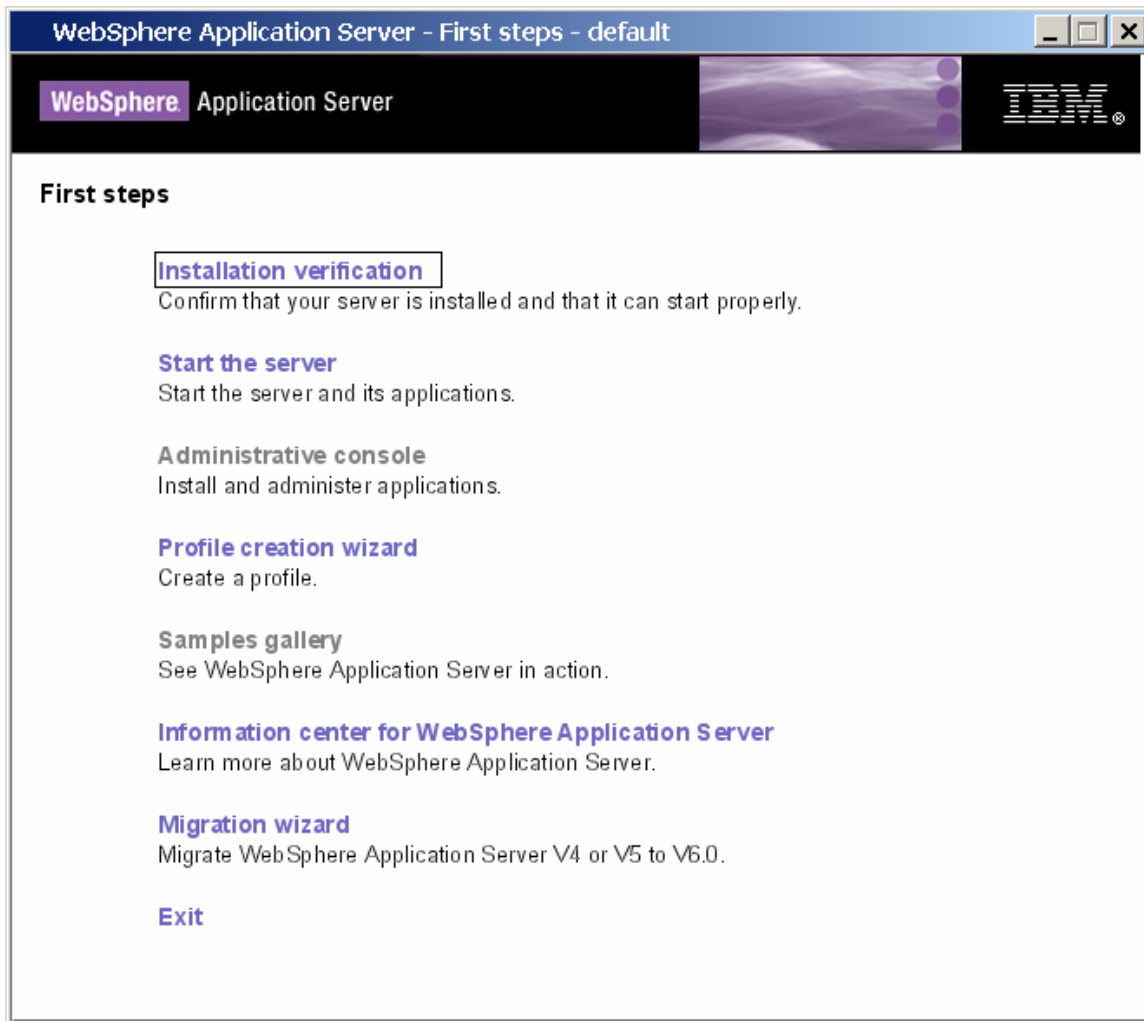 WebSphere Application Server - First steps - default
WebSphere. Application Server
IBM®
First steps
Installation verification
Confirm that your server is installed and that it can start properly.
Start the server
Start the server and its applications.
Administrative console
Install and administer applications.
Profile creation wizard
Create a profile.
Samples gallery
See WebSphere Application Server in action.
Information center for WebSphere Application Server
Learn more about WebSphere Application Server.
Migration wizard
Migrate WebSphere Application Server V4 or V5 to V6.0.
Exit